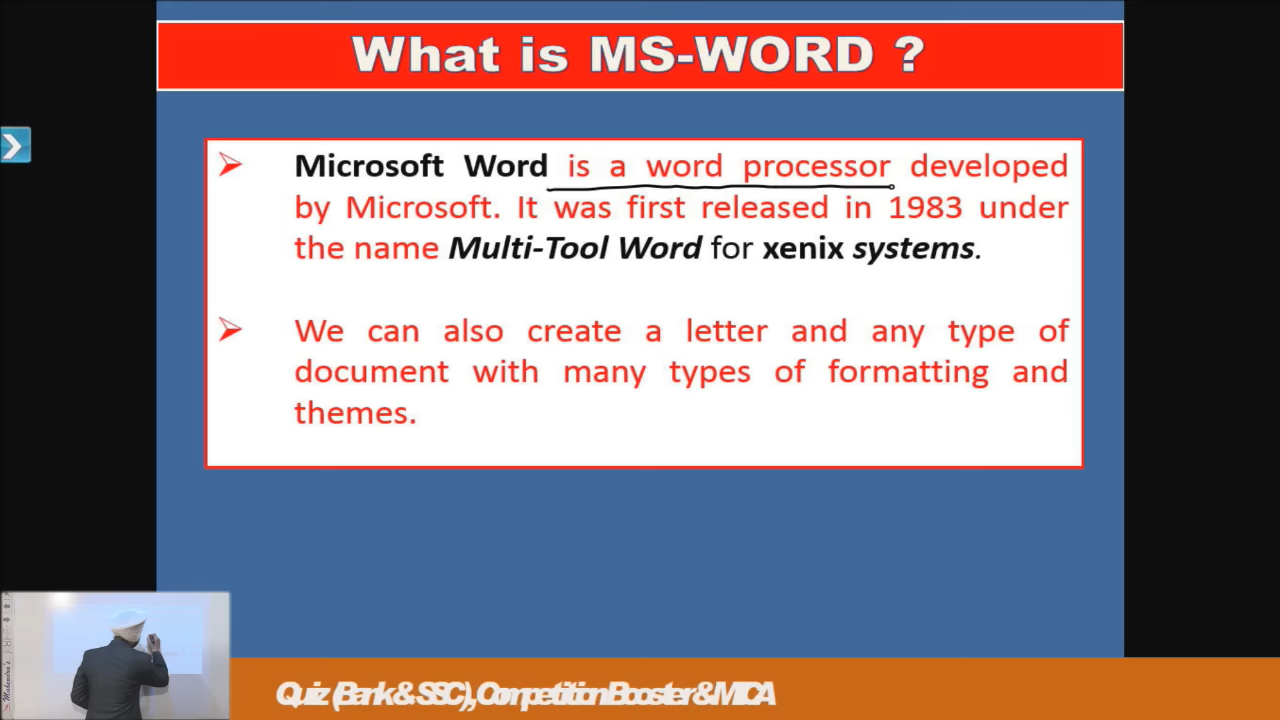 What is MS-WORD ?
➢ Microsoft Word is a word processor developed
by Microsoft. It was first released in 1983 under
the name Multi-Tool Word for xenix systems.
➢ We can also create a letter and any type of
document with many types of formatting and
themes.
Mahendra's
Quiz (Bank & SSC), Competition Booster & MICA